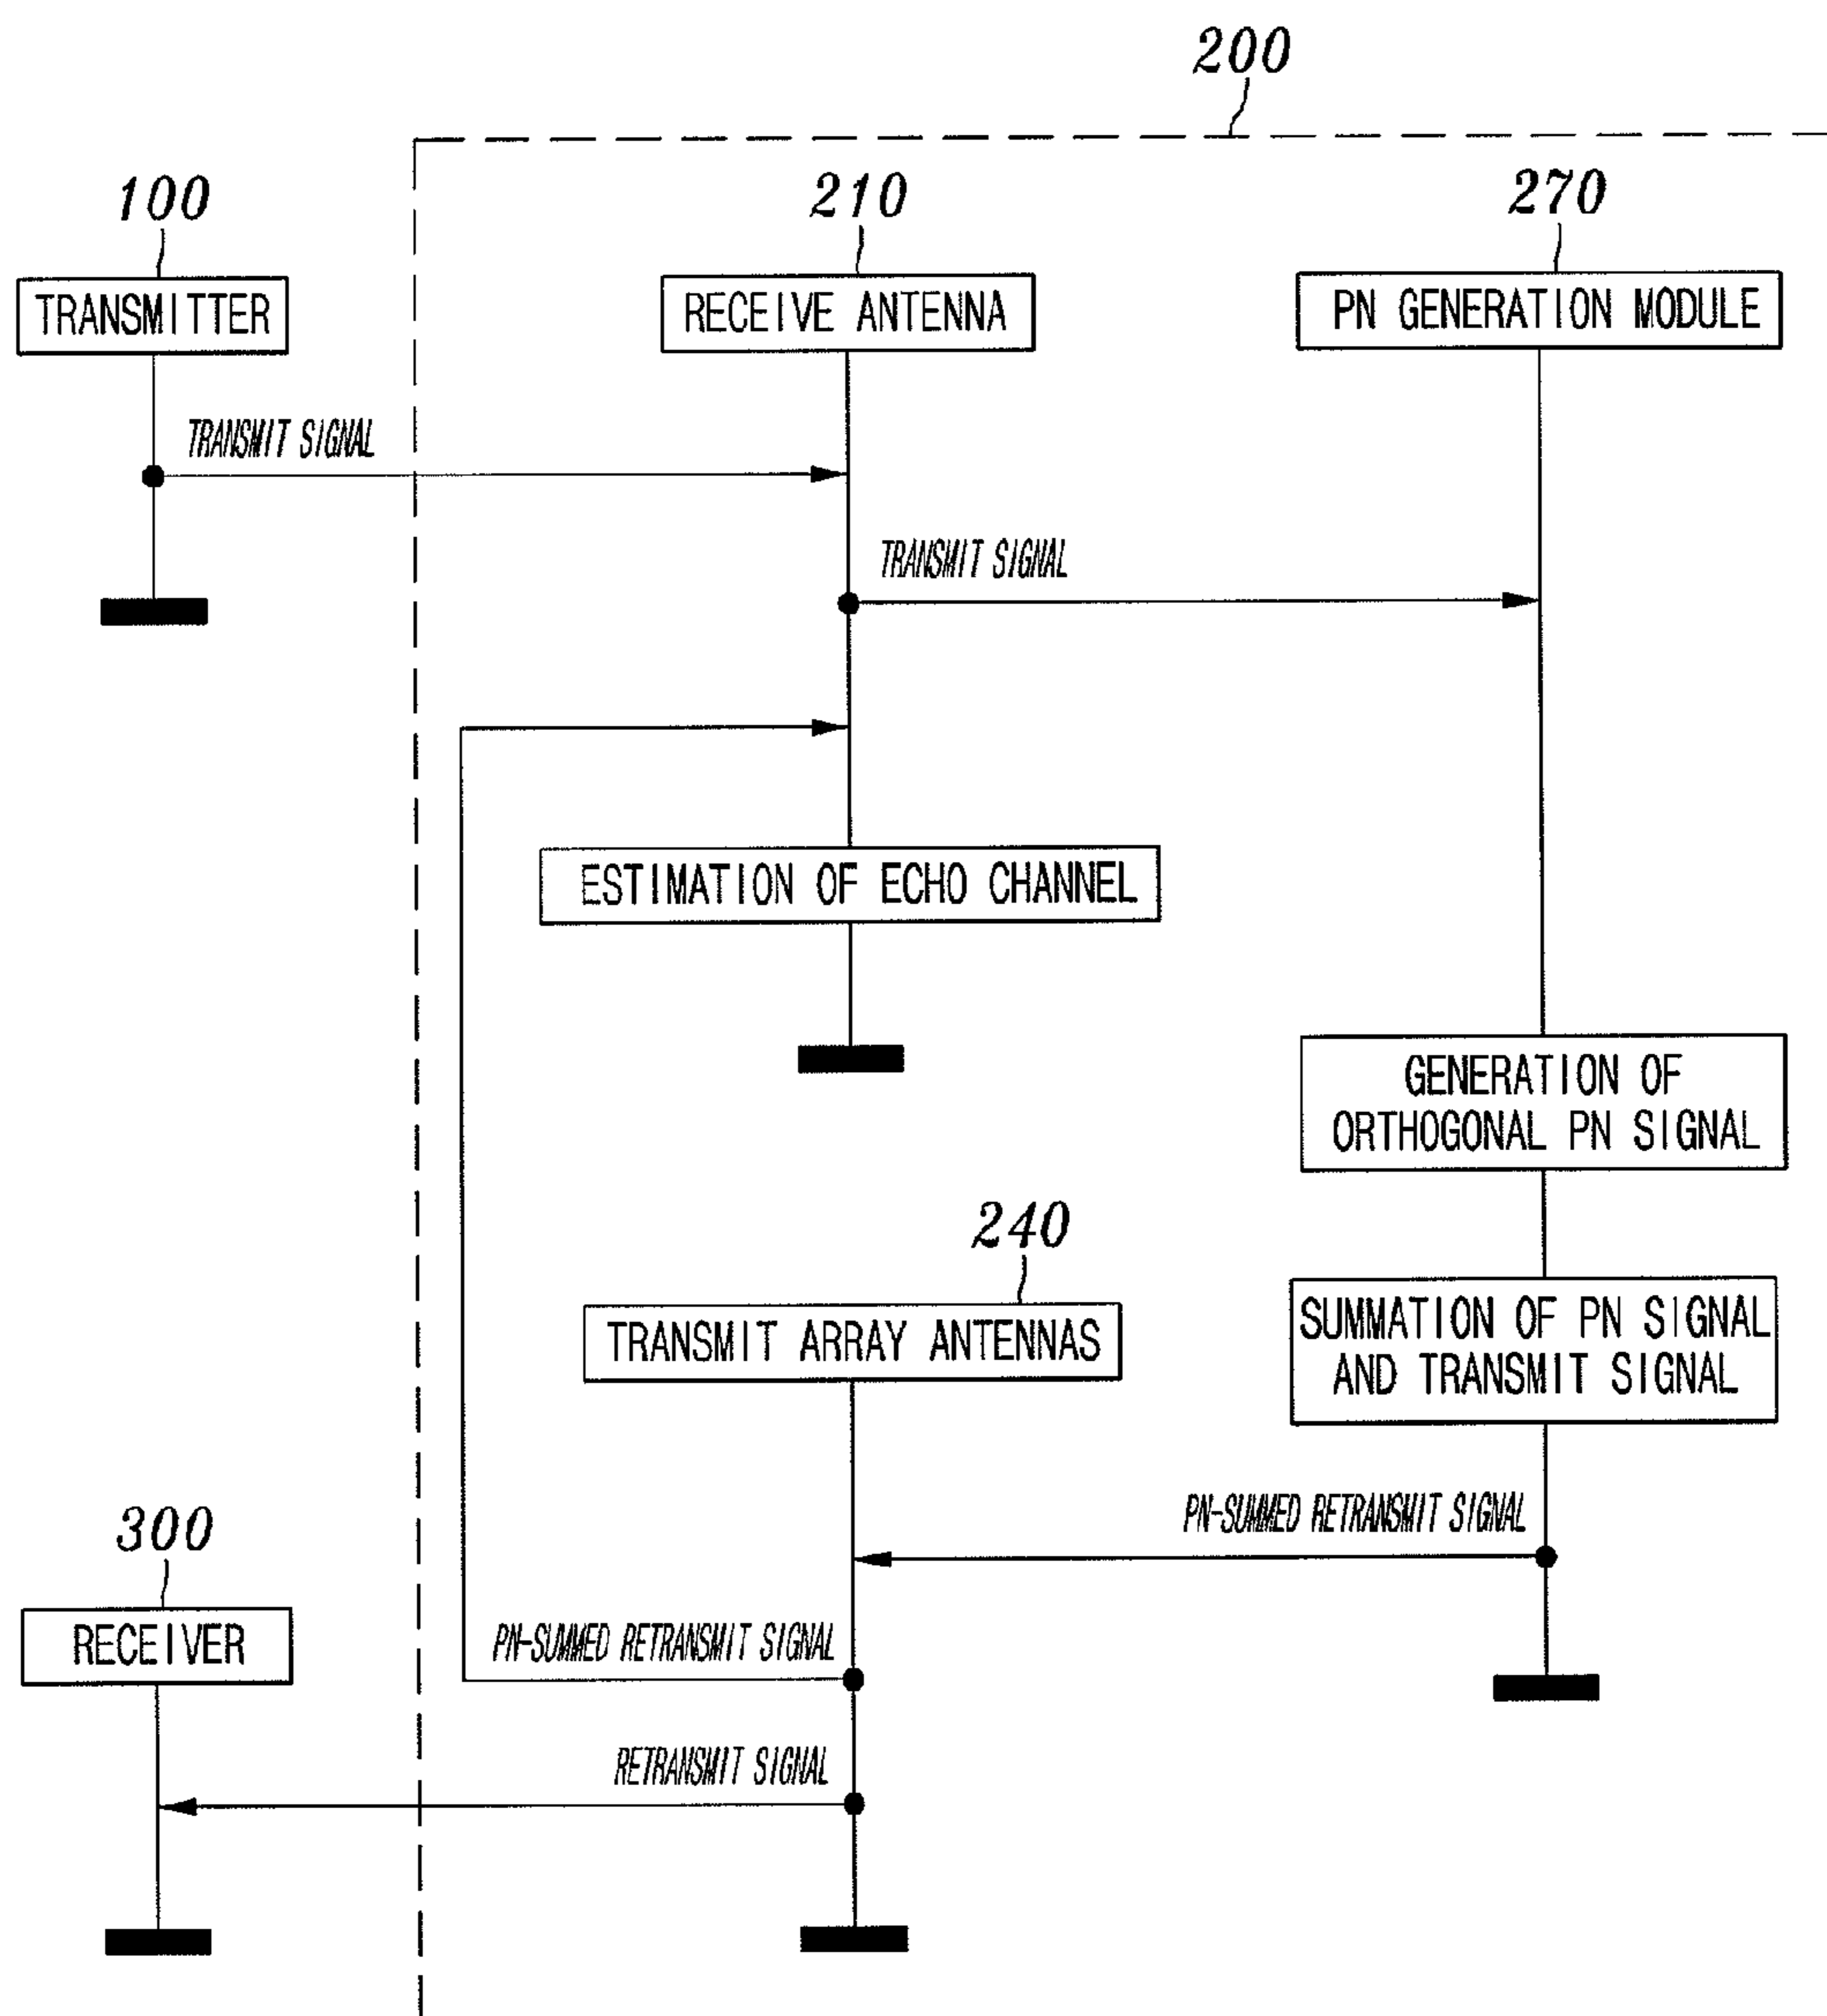 200
100
210
270
TRANSMITTER
RECEIVE ANTENNA
PN GENERATION MODULE
TRANSMIT SIGNAL
TRANSMIT SIGNAL
ESTIMATION OF ECHO CHANNEL
GENERATION OF
ORTHOGONAL PN SIGNAL
240
TRANSMIT ARRAY ANTENNAS
SUMMATION OF PN SIGNAL
AND TRANSMIT SIGNAL
PN-SUMMED RETRANSMIT SIGNAL
300
RECEIVER
PN-SUMMED RETRANSMIT SIGNAL
RETRANSMIT SIGNAL